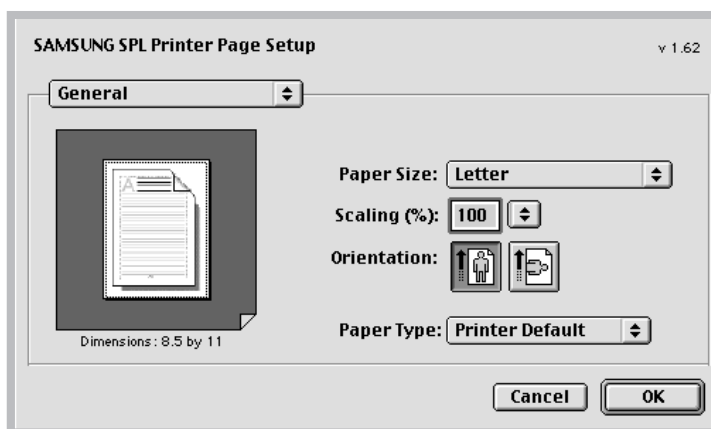 SAMSUNG SPL Printer Page Setup v 1.62
General
A
Paper Size: Letter
Scaling (%): 100
Orientation:
Paper Type: Printer Default
Dimensions: 8.5 by 11
Cancel OK